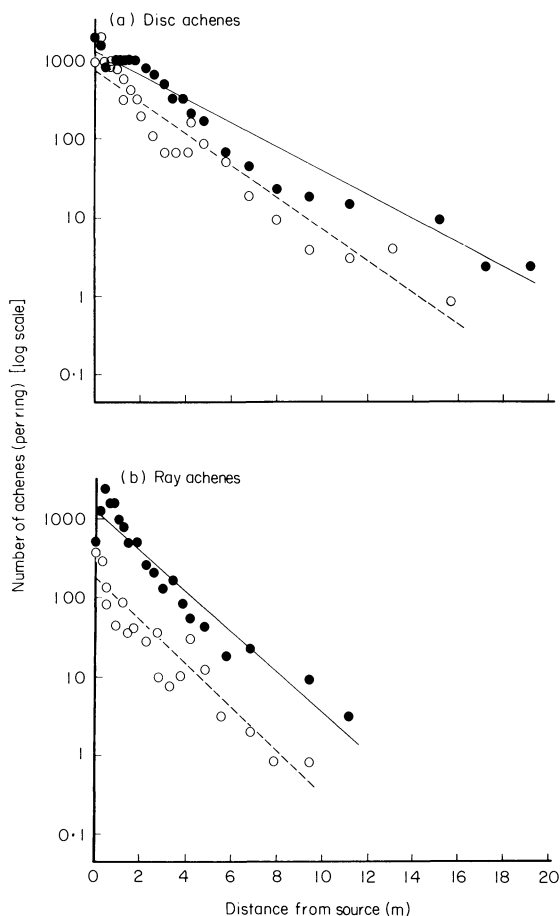 (a) Disc achenes
1000
100
10
1
0·1
(b) Ray achenes
1000
100
10
1
0·1
0 2 4 6 8 10 12 14 16 18 20
Distance from source (m)
Number of achenes (per ring) [log scale]